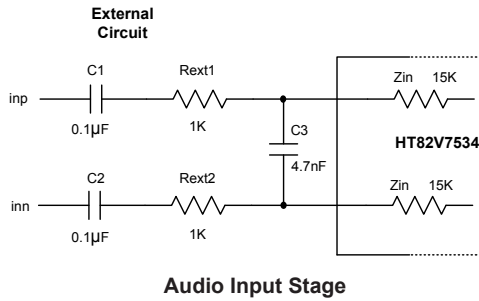 External
Circuit
C1
Rext1
Zin 15K
inp
0.1µF
1K
C3
HT82V7534
4.7nF
C2
Rext2
Zin 15K
inn
0.1µF
1K
Audio Input Stage